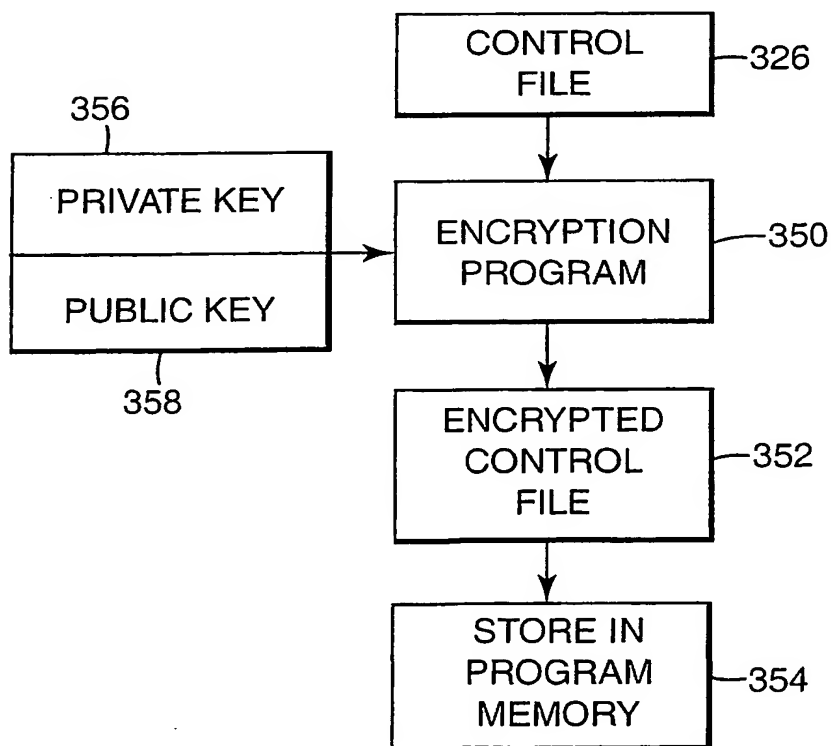 CONTROL
FILE
326
356
PRIVATE KEY
PUBLIC KEY
358
ENCRYPTION
PROGRAM
350
ENCRYPTED
CONTROL
FILE
352
STORE IN
PROGRAM
MEMORY
354